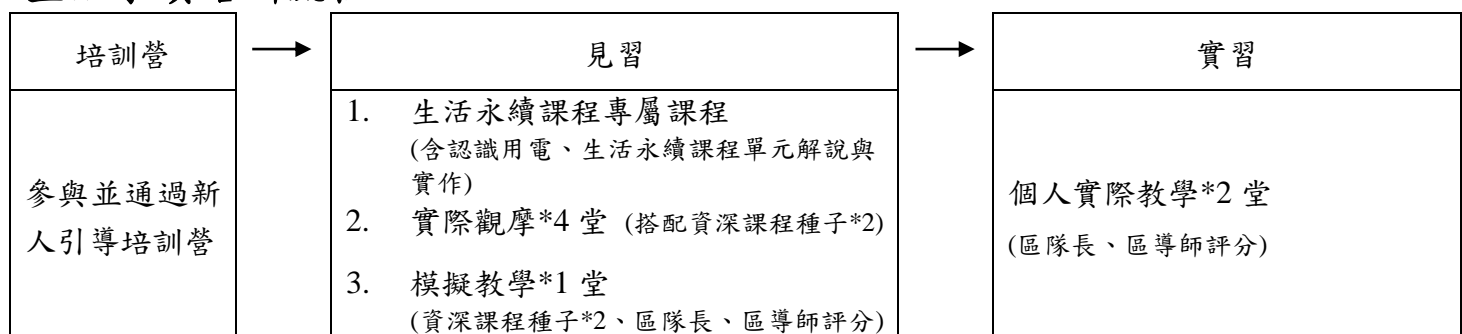 培訓營
見習
實習
參與並通過新
人引導培訓營
1. 生活永續課程專屬課程
(含認識用電、生活永續課程單元解說與
實作)
2. 實際觀摩*4 堂 (搭配資深課程種子*2)
3. 模擬教學*1 堂
(資深課程種子*2、區隊長、區導師評分)
個人實際教學*2 堂
(區隊長、區導師評分)